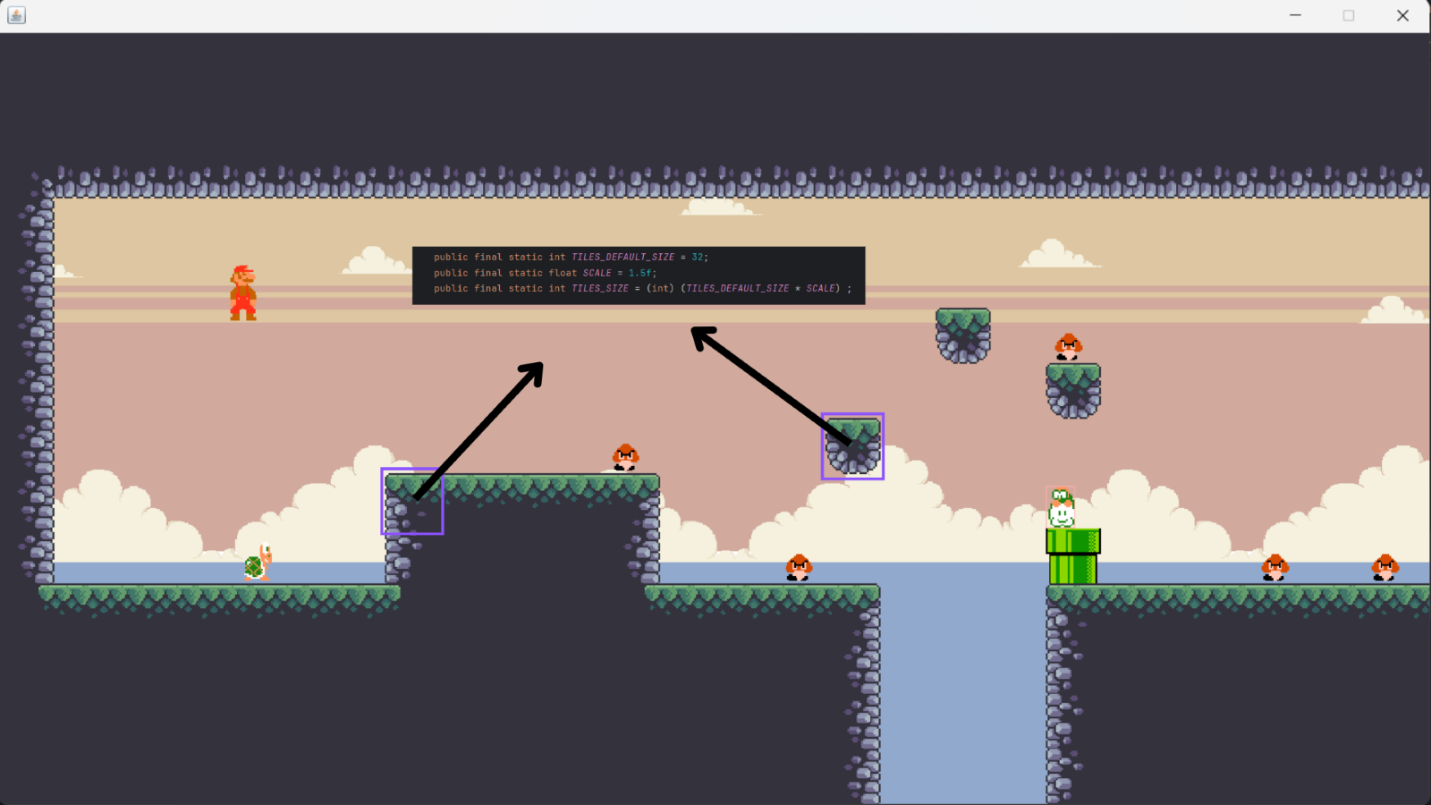 public final static int TILES_DEFAULT_SIZE = 32;
public final static float SCALE = 1.5f;
public final static int TILES_SIZE = (int) (TILES_DEFAULT_SIZE * SCALE) ;